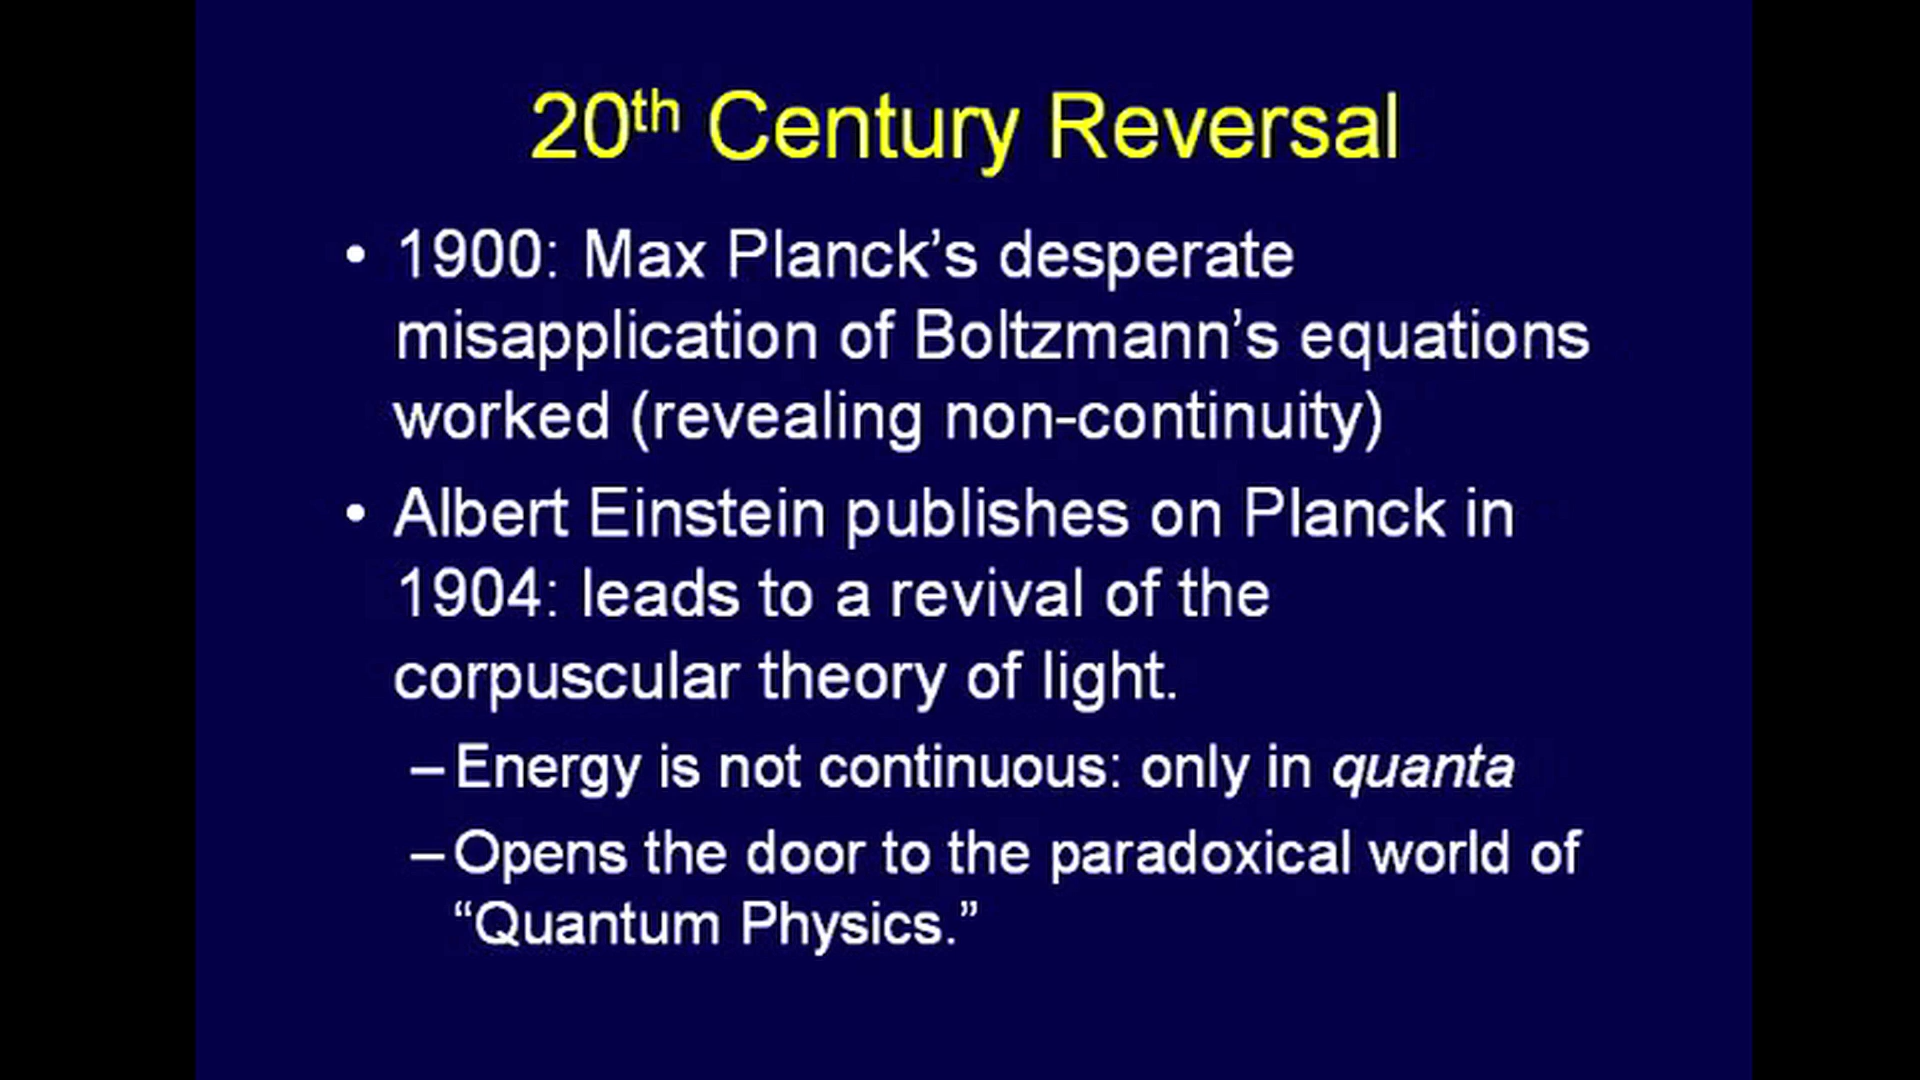 20th Century Reversal
• 1900: Max Planck’s desperate
misapplication of Boltzmann’s equations
worked (revealing non-continuity)
• Albert Einstein publishes on Planck in
1904: leads to a revival of the
corpuscular theory of light.
– Energy is not continuous: only in quanta
– Opens the door to the paradoxical world of
“Quantum Physics.”